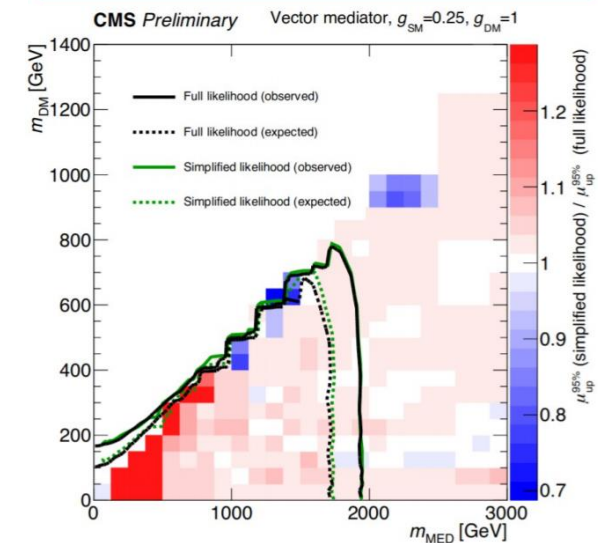 CMS Preliminary
Vector mediator, g_SM=0.25, g_DM=1
m_DM [GeV]
1400
1200
1000
800
600
400
200
0
Full likelihood (observed)
Full likelihood (expected)
Simplified likelihood (observed)
Simplified likelihood (expected)
0 1000 2000 3000
m_MED [GeV]
1.2
1.1
1
0.9
0.8
0.7
μ_up^95% (simplified likelihood) / μ_up^95% (full likelihood)